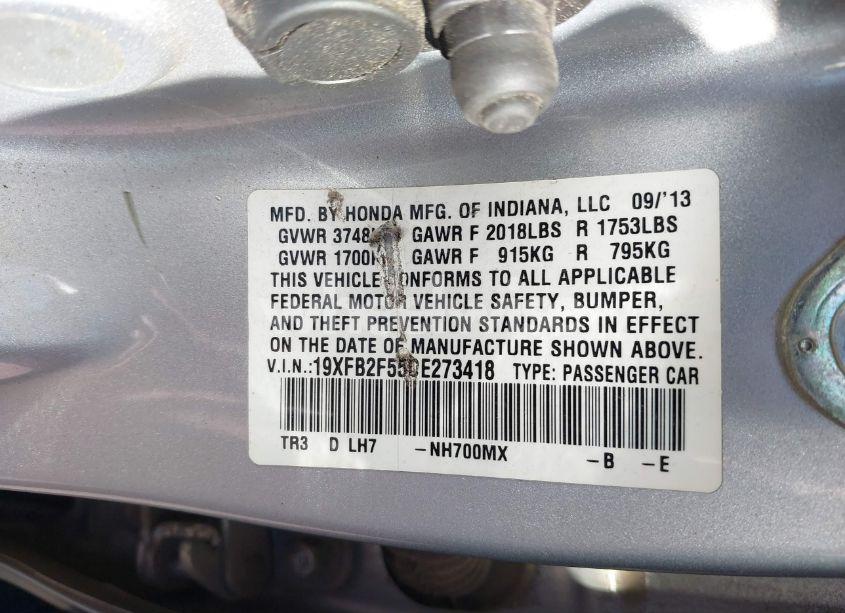 MFD. BY HONDA MFG. OF INDIANA, LLC 09/'13
GVWR GAWR F 2018LBS R 1753LBS
GVWR GAWR F 915KG R 795KG
THIS VEHICLE CONFORMS TO ALL APPLICABLE
FEDERAL MOTOR VEHICLE SAFETY, BUMPER,
AND THEFT PREVENTION STANDARDS IN EFFECT
ON THE DATE OF MANUFACTURE SHOWN ABOVE.
V.I.N.: TYPE: PASSENGER CAR
TR3 D LH7 -NH700MX -B -E